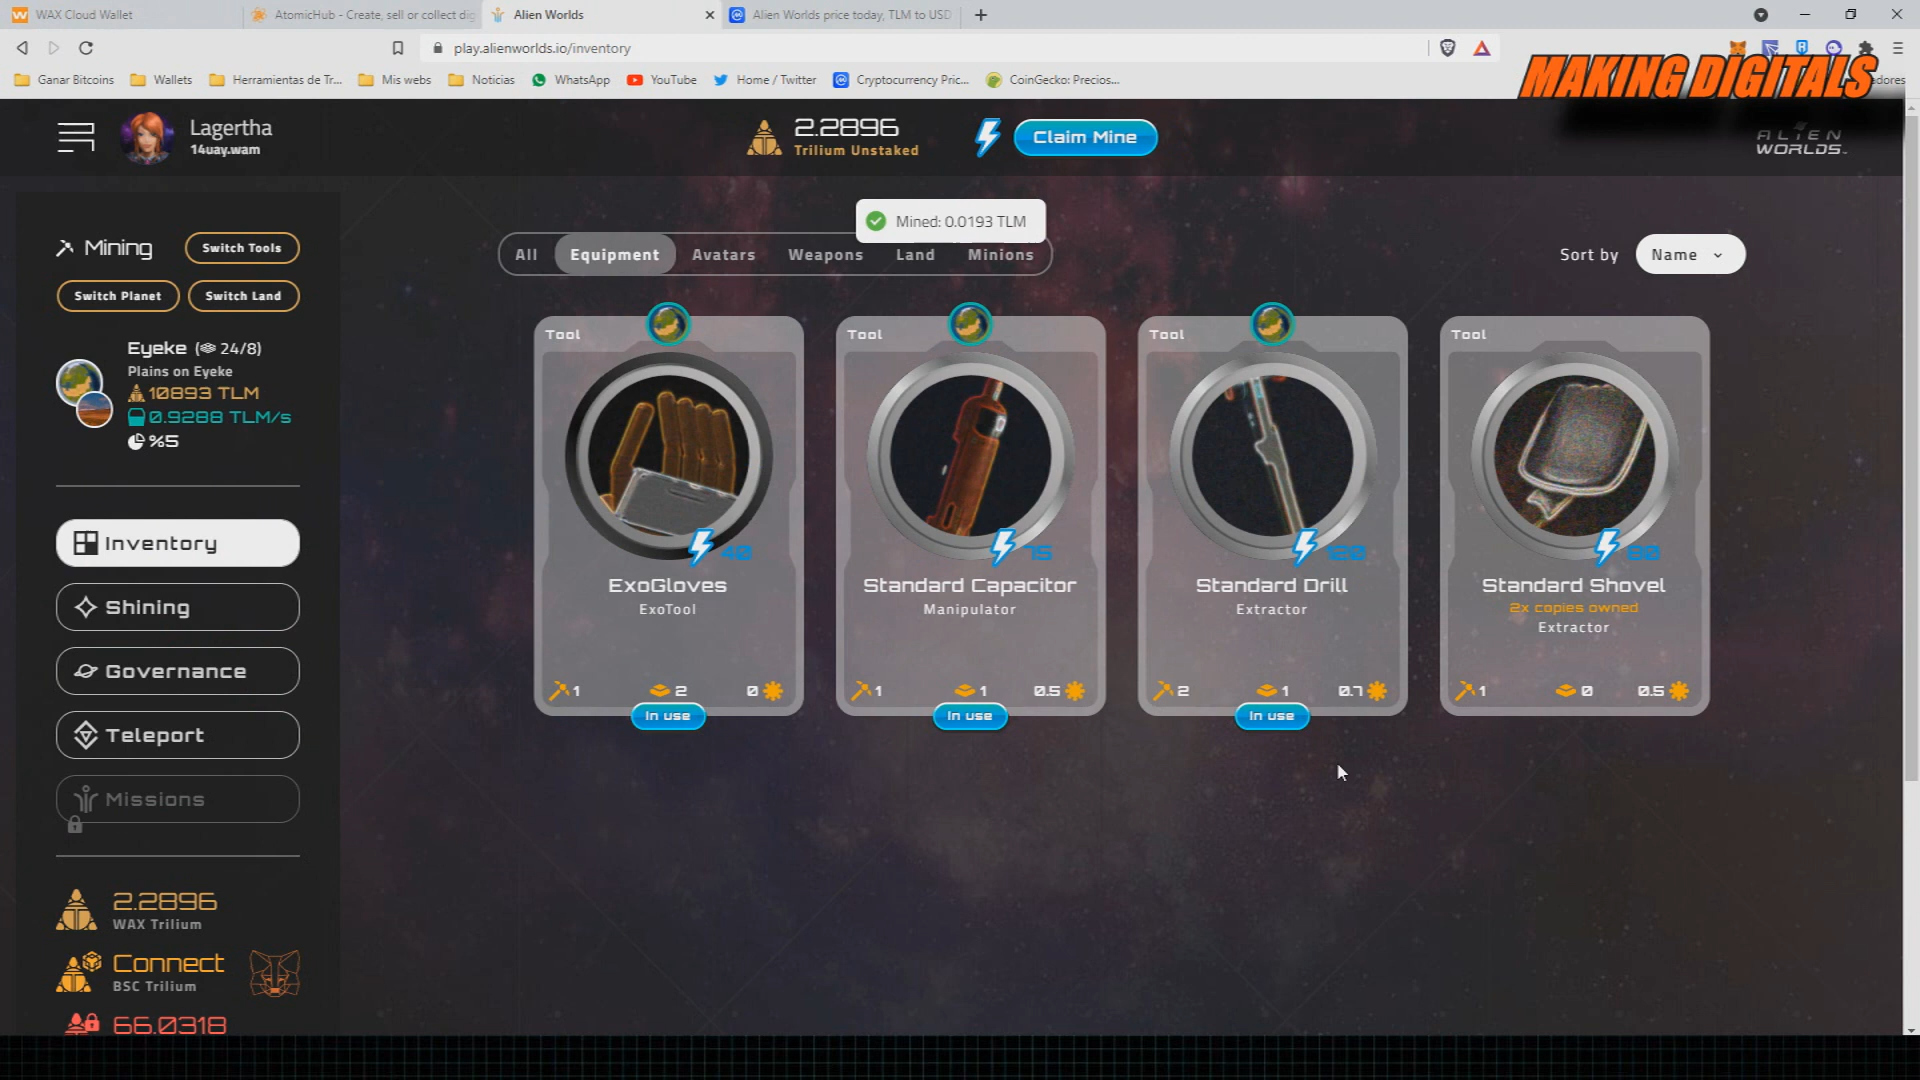 WAX Cloud Wallet
AtomicHub - Create, sell or collect dig
Alien Worlds
Alien Worlds price today, TLM to USD
play.alienworlds.io/inventory
Ganar Bitcoins
Wallets
Herramientas de Tr...
Mis webs
Noticias
WhatsApp
YouTube
Home / Twitter
Cryptocurrency Pric...
CoinGecko: Precios...
MAKING DIGITALS
Lagertha
14uay.wam
2.2896
Trilium Unstaked
Claim Mine
ALIEN
WORLDS
Mined: 0.0193 TLM
Mining
Switch Tools
Switch Planet
Switch Land
Eyeke ( 24/8)
Plains on Eyeke
10893 TLM
0.9288 TLM/s
%5
Inventory
Shining
Governance
Teleport
Missions
2.2896
WAX Trilium
Connect
BSC Trilium
66.0318
All
Equipment
Avatars
Weapons
Land
Minions
Sort by
Name
Tool
40
ExoGloves
ExoTool
1
2
0
In use
Tool
75
Standard Capacitor
Manipulator
1
1
0.5
In use
Tool
120
Standard Drill
Extractor
2
1
0.7
In use
Tool
80
Standard Shovel
2x copies owned
Extractor
1
0
0.5